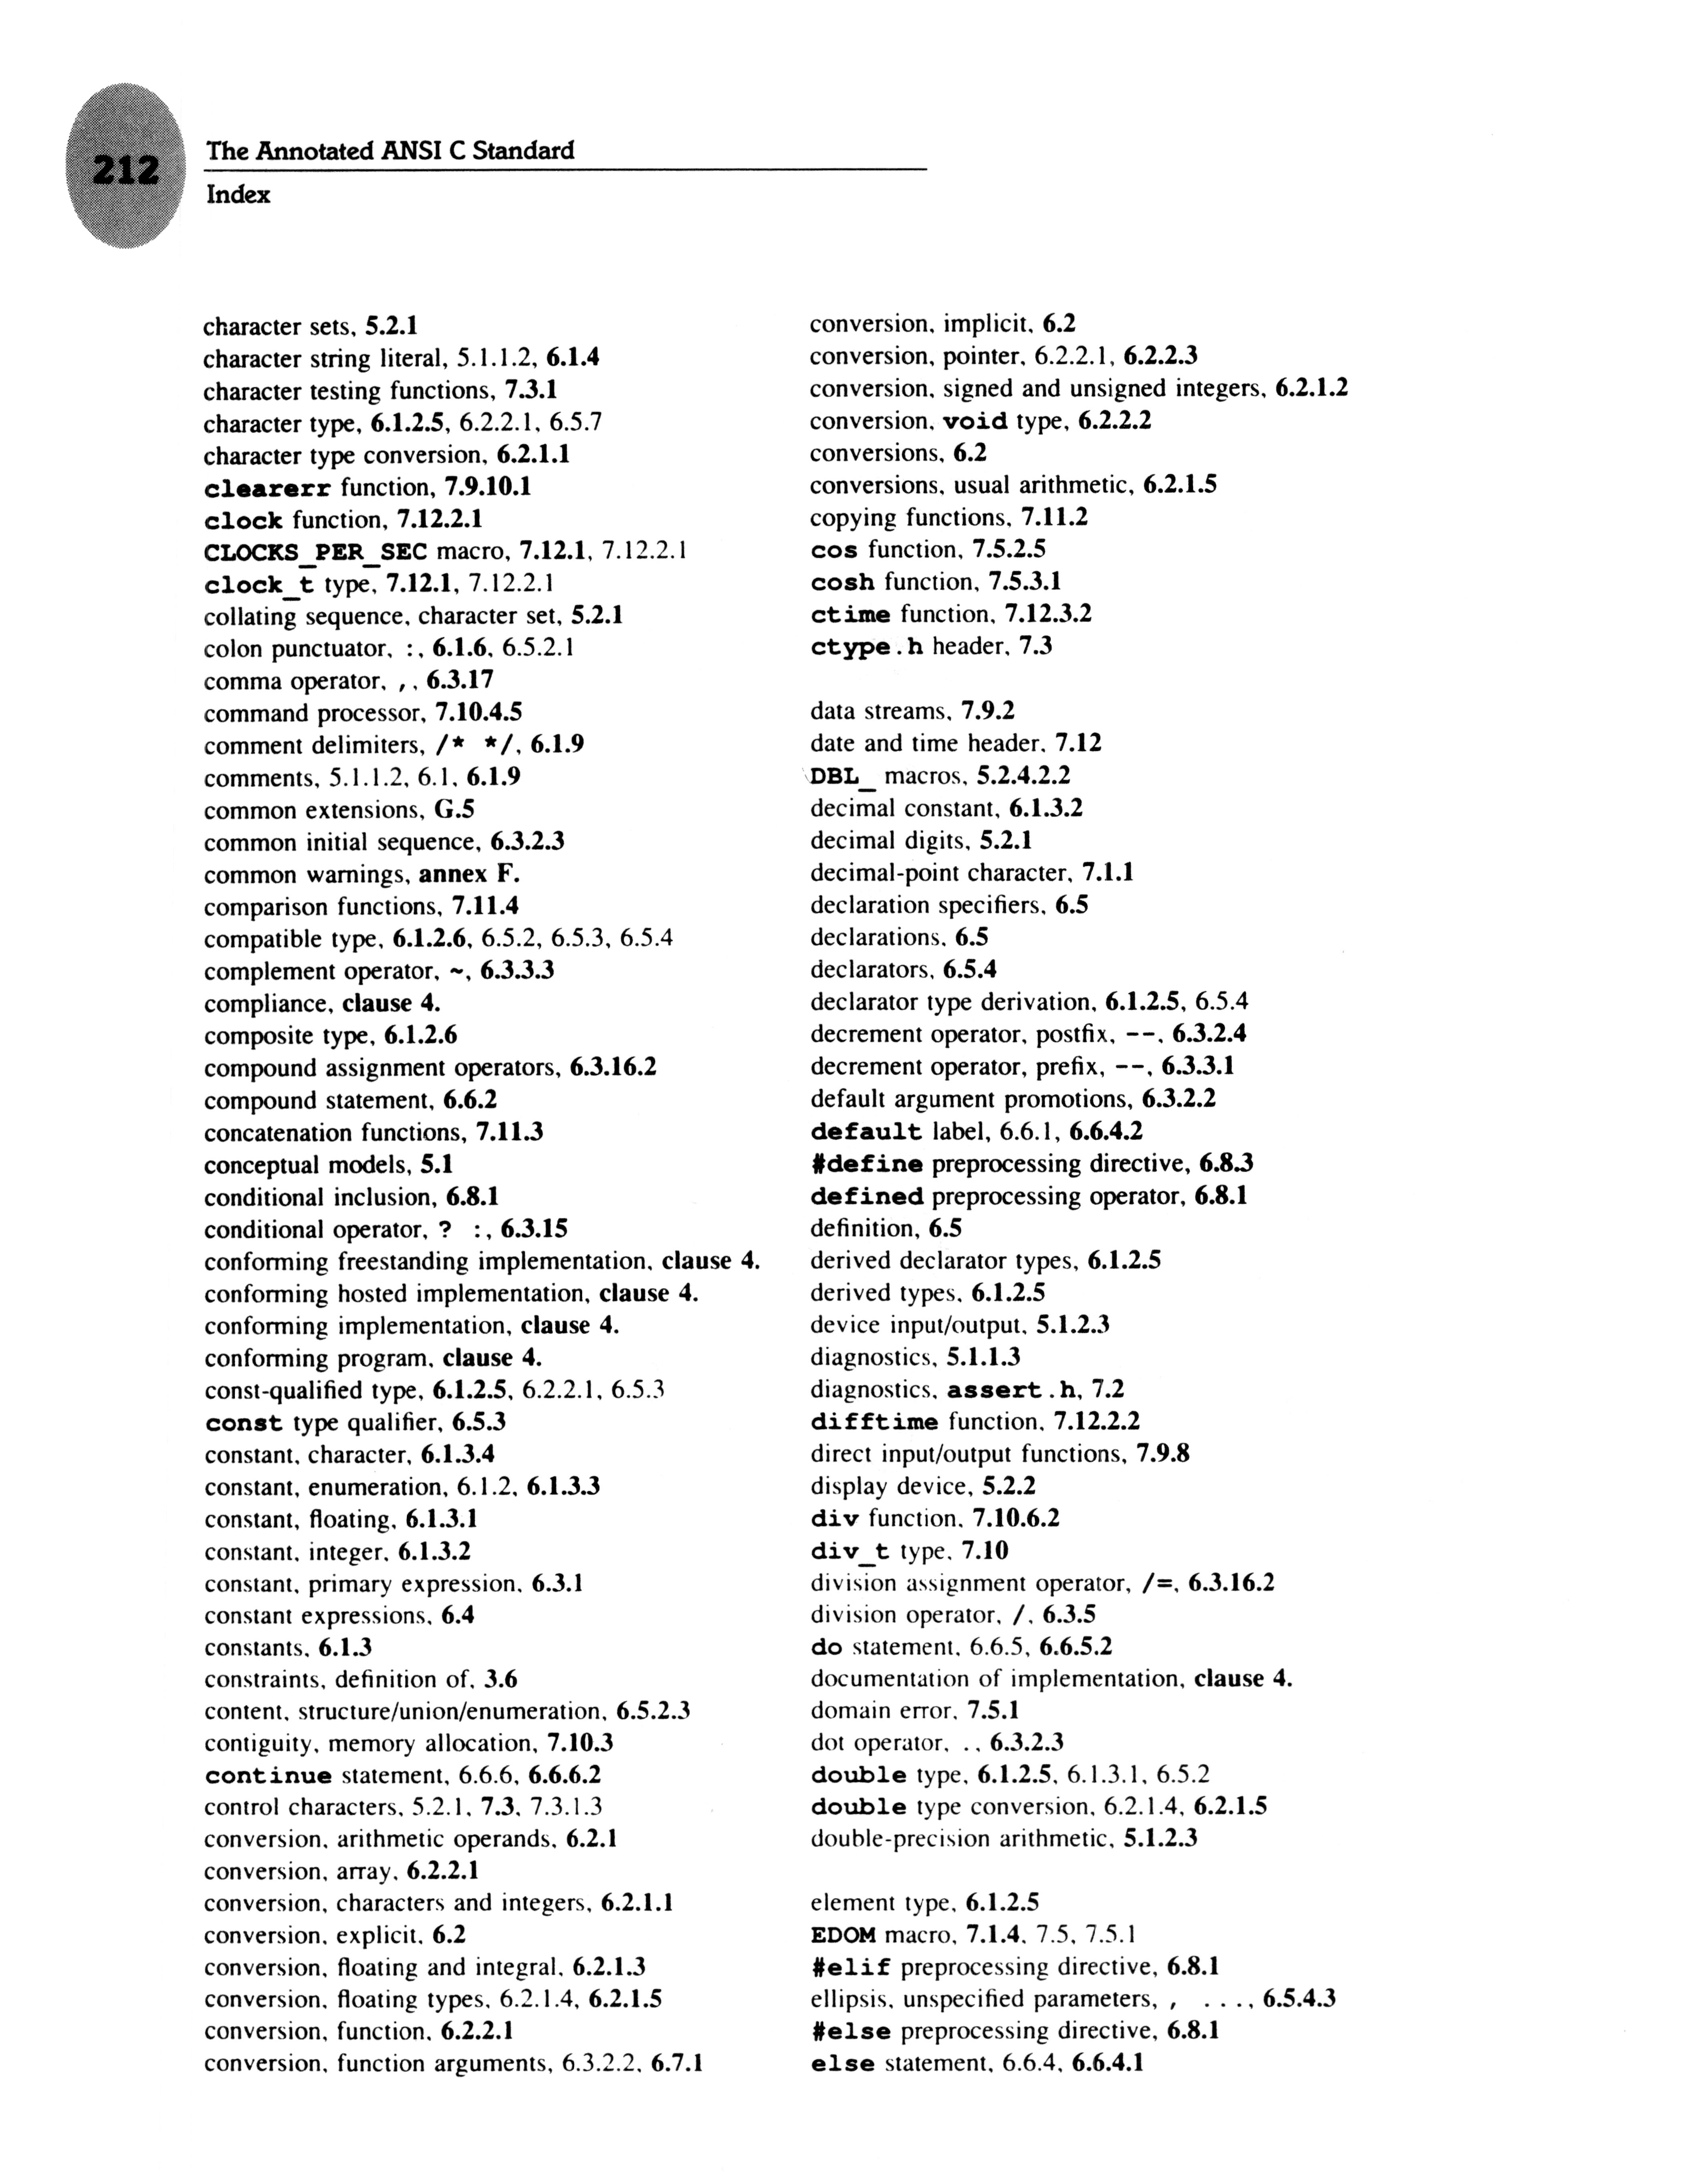 212
The Annotated ANSI C Standard
Index
character sets, 5.2.1
character string literal, 5.1.1.2, 6.1.4
character testing functions, 7.3.1
character type, 6.1.2.5, 6.2.2.1, 6.5.7
character type conversion, 6.2.1.1
clearerr function, 7.9.10.1
clock function, 7.12.2.1
CLOCKS_PER_SEC macro, 7.12.1, 7.12.2.1
clock_t type, 7.12.1, 7.12.2.1
collating sequence, character set, 5.2.1
colon punctuator, :, 6.1.6, 6.5.2.1
comma operator, ,, 6.3.17
command processor, 7.10.4.5
comment delimiters, /* */, 6.1.9
comments, 5.1.1.2, 6.1, 6.1.9
common extensions, G.5
common initial sequence, 6.3.2.3
common warnings, annex F.
comparison functions, 7.11.4
compatible type, 6.1.2.6, 6.5.2, 6.5.3, 6.5.4
complement operator, ~, 6.3.3.3
compliance, clause 4.
composite type, 6.1.2.6
compound assignment operators, 6.3.16.2
compound statement, 6.6.2
concatenation functions, 7.11.3
conceptual models, 5.1
conditional inclusion, 6.8.1
conditional operator, ? :, 6.3.15
conforming freestanding implementation, clause 4.
conforming hosted implementation, clause 4.
conforming implementation, clause 4.
conforming program, clause 4.
const-qualified type, 6.1.2.5, 6.2.2.1, 6.5.3
const type qualifier, 6.5.3
constant, character, 6.1.3.4
constant, enumeration, 6.1.2, 6.1.3.3
constant, floating, 6.1.3.1
constant, integer, 6.1.3.2
constant, primary expression, 6.3.1
constant expressions, 6.4
constants, 6.1.3
constraints, definition of, 3.6
content, structure/union/enumeration, 6.5.2.3
contiguity, memory allocation, 7.10.3
continue statement, 6.6.6, 6.6.6.2
control characters, 5.2.1, 7.3, 7.3.1.3
conversion, arithmetic operands, 6.2.1
conversion, array, 6.2.2.1
conversion, characters and integers, 6.2.1.1
conversion, explicit, 6.2
conversion, floating and integral, 6.2.1.3
conversion, floating types, 6.2.1.4, 6.2.1.5
conversion, function, 6.2.2.1
conversion, function arguments, 6.3.2.2, 6.7.1
conversion, implicit, 6.2
conversion, pointer, 6.2.2.1, 6.2.2.3
conversion, signed and unsigned integers, 6.2.1.2
conversion, void type, 6.2.2.2
conversions, 6.2
conversions, usual arithmetic, 6.2.1.5
copying functions, 7.11.2
cos function, 7.5.2.5
cosh function, 7.5.3.1
ctime function, 7.12.3.2
ctype.h header, 7.3
data streams, 7.9.2
date and time header, 7.12
DBL_ macros, 5.2.4.2.2
decimal constant, 6.1.3.2
decimal digits, 5.2.1
decimal-point character, 7.1.1
declaration specifiers, 6.5
declarations, 6.5
declarators, 6.5.4
declarator type derivation, 6.1.2.5, 6.5.4
decrement operator, postfix, --, 6.3.2.4
decrement operator, prefix, --, 6.3.3.1
default argument promotions, 6.3.2.2
default label, 6.6.1, 6.6.4.2
#define preprocessing directive, 6.8.3
defined preprocessing operator, 6.8.1
definition, 6.5
derived declarator types, 6.1.2.5
derived types, 6.1.2.5
device input/output, 5.1.2.3
diagnostics, 5.1.1.3
diagnostics, assert.h, 7.2
difftime function, 7.12.2.2
direct input/output functions, 7.9.8
display device, 5.2.2
div function, 7.10.6.2
div_t type, 7.10
division assignment operator, /=, 6.3.16.2
division operator, /, 6.3.5
do statement, 6.6.5, 6.6.5.2
documentation of implementation, clause 4.
domain error, 7.5.1
dot operator, ., 6.3.2.3
double type, 6.1.2.5, 6.1.3.1, 6.5.2
double type conversion, 6.2.1.4, 6.2.1.5
double-precision arithmetic, 5.1.2.3
element type, 6.1.2.5
EDOM macro, 7.1.4, 7.5, 7.5.1
#elif preprocessing directive, 6.8.1
ellipsis, unspecified parameters, , ..., 6.5.4.3
#else preprocessing directive, 6.8.1
else statement, 6.6.4, 6.6.4.1